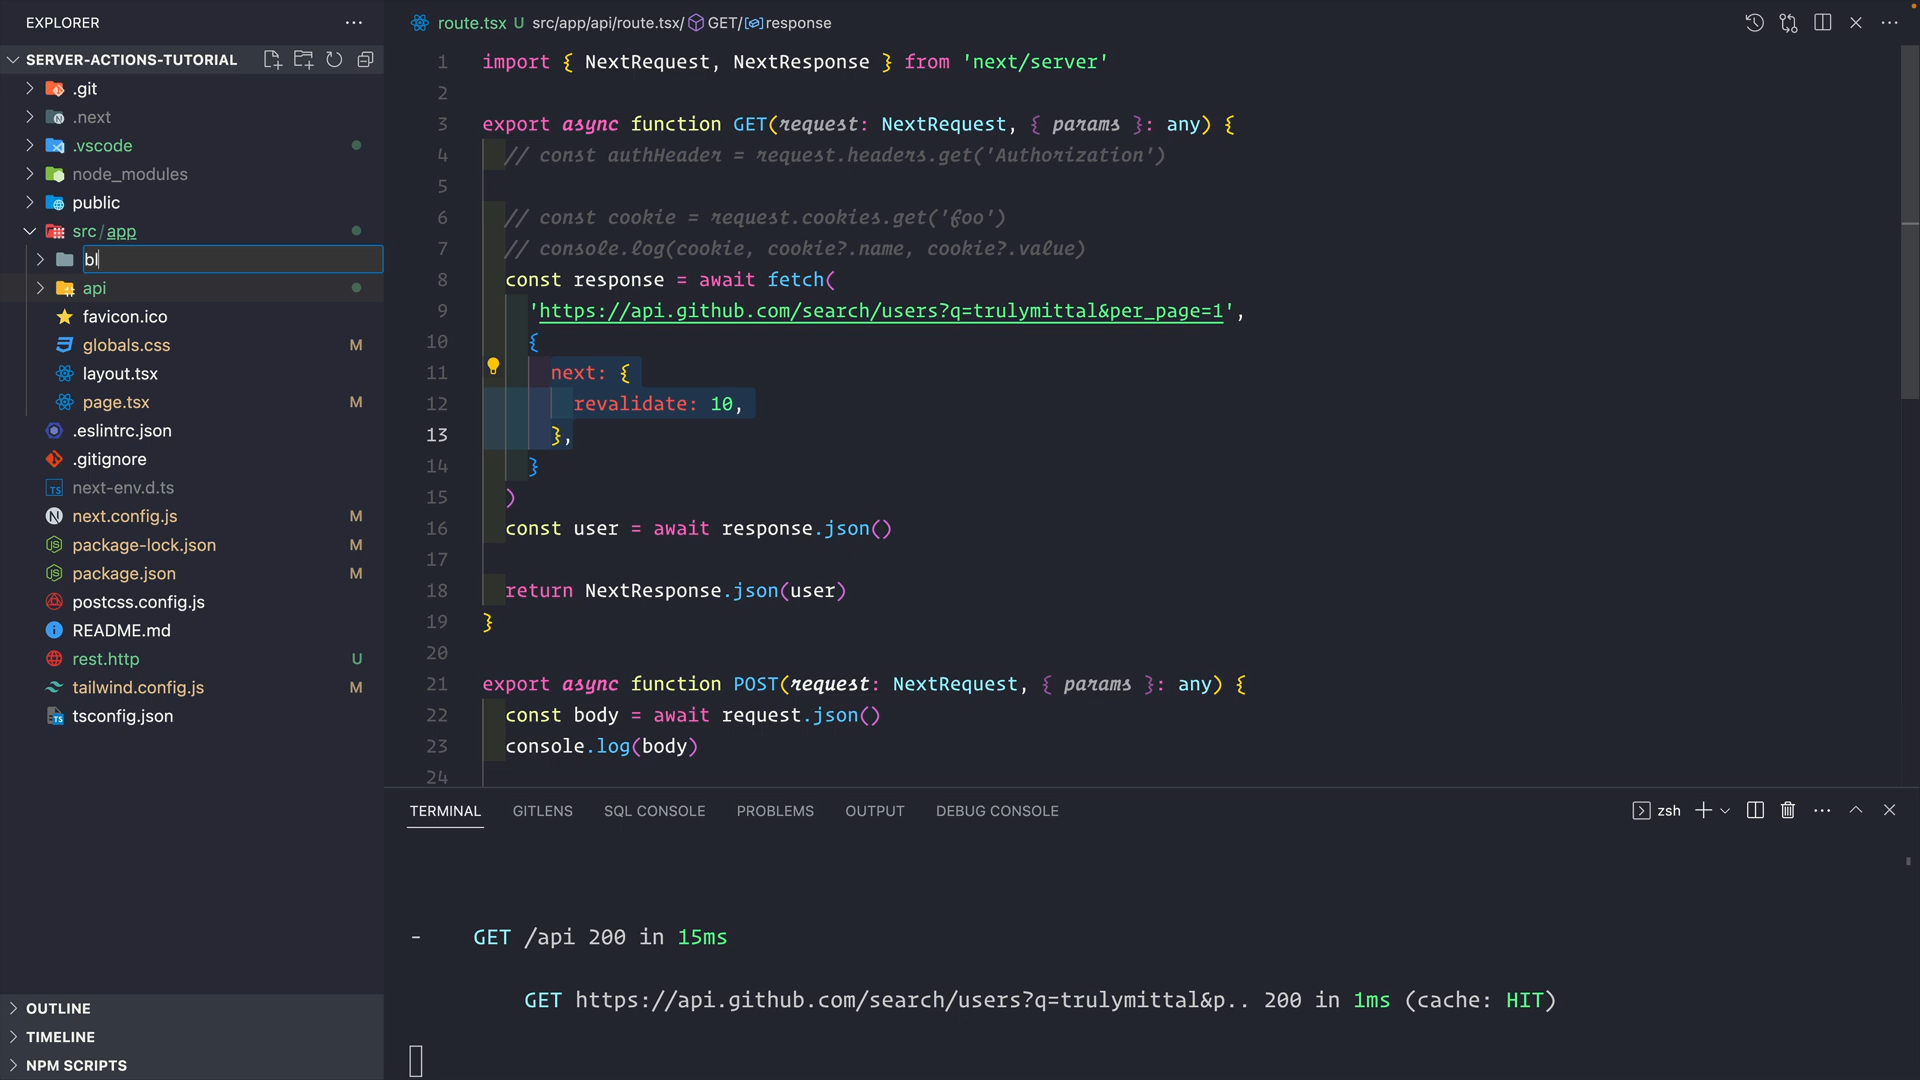 EXPLORER
SERVER-ACTIONS-TUTORIAL
.git
.next
.vscode
node_modules
public
src / app
bl
api
favicon.ico
globals.css M
layout.tsx
page.tsx M
.eslintrc.json
.gitignore
next-env.d.ts
next.config.js M
package-lock.json M
package.json M
postcss.config.js
README.md
rest.http U
tailwind.config.js M
tsconfig.json
OUTLINE
TIMELINE
NPM SCRIPTS
route.tsx U src/app/api/route.tsx/ GET/ response
1 import { NextRequest, NextResponse } from 'next/server'
2
3 export async function GET(request: NextRequest, { params }: any) {
4 // const authHeader = request.headers.get('Authorization')
5
6 // const cookie = request.cookies.get('foo')
7 // console.log(cookie, cookie?.name, cookie?.value)
8 const response = await fetch(
9 'https://api.github.com/search/users?q=trulymittal&per_page=1',
10 {
11 next: {
12 revalidate: 10,
13 },
14 }
15 )
16 const user = await response.json()
17
18 return NextResponse.json(user)
19 }
20
21 export async function POST(request: NextRequest, { params }: any) {
22 const body = await request.json()
23 console.log(body)
24
TERMINAL GITLENS SQL CONSOLE PROBLEMS OUTPUT DEBUG CONSOLE zsh
- GET /api 200 in 15ms
GET https://api.github.com/search/users?q=trulymittal&p.. 200 in 1ms (cache: HIT)